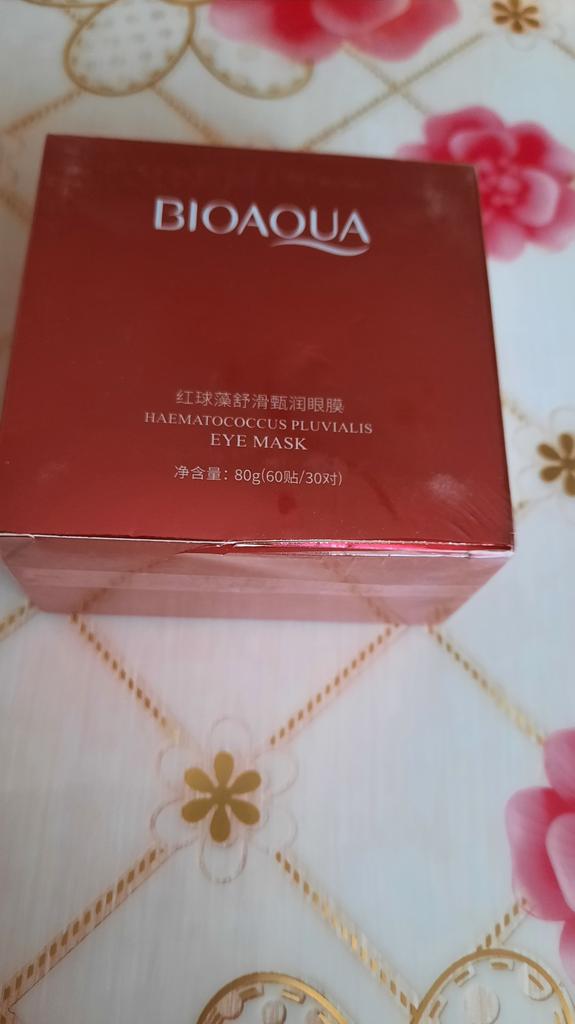 BIOAQUA
红球藻舒滑甄润眼膜
HAEMATOCOCCUS PLUVIALIS
EYE MASK
净含量：80g(60贴/30对)